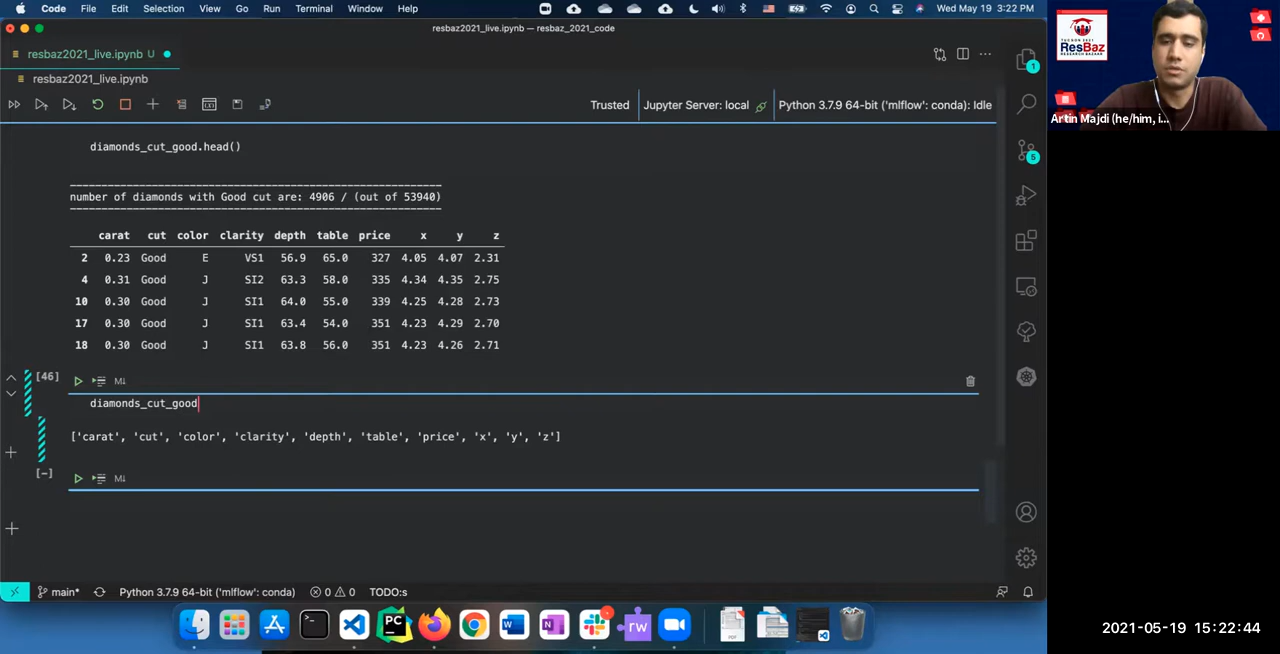 Code File Edit Selection View Go Run Terminal Window Help Wed May 19 3:22 PM
resbaz2021_live.ipynb — resbaz_2021_code
resbaz2021_live.ipynb U
resbaz2021_live.ipynb
Trusted Jupyter Server: local Python 3.7.9 64-bit ('mlflow': conda): Idle
diamonds_cut_good.head()
number of diamonds with Good cut are: 4906 / (out of 53940)
carat cut color clarity depth table price x y z
2 0.23 Good E VS1 56.9 65.0 327 4.05 4.07 2.31
4 0.31 Good J SI2 63.3 58.0 335 4.34 4.35 2.75
10 0.30 Good J SI1 64.0 55.0 339 4.25 4.28 2.73
17 0.30 Good J SI1 63.4 54.0 351 4.23 4.29 2.70
18 0.30 Good J SI1 63.8 56.0 351 4.23 4.26 2.71
[46]
M↓
diamonds_cut_good
['carat', 'cut', 'color', 'clarity', 'depth', 'table', 'price', 'x', 'y', 'z']
[-]
M↓
main* Python 3.7.9 64-bit ('mlflow': conda) 0 0 TODO:s
PC W N rw
1
5
TUCSON 2021
ResBaz
RESEARCH BAZAAR
Artin Majdi (he/him, i...
2021-05-19 15:22:44